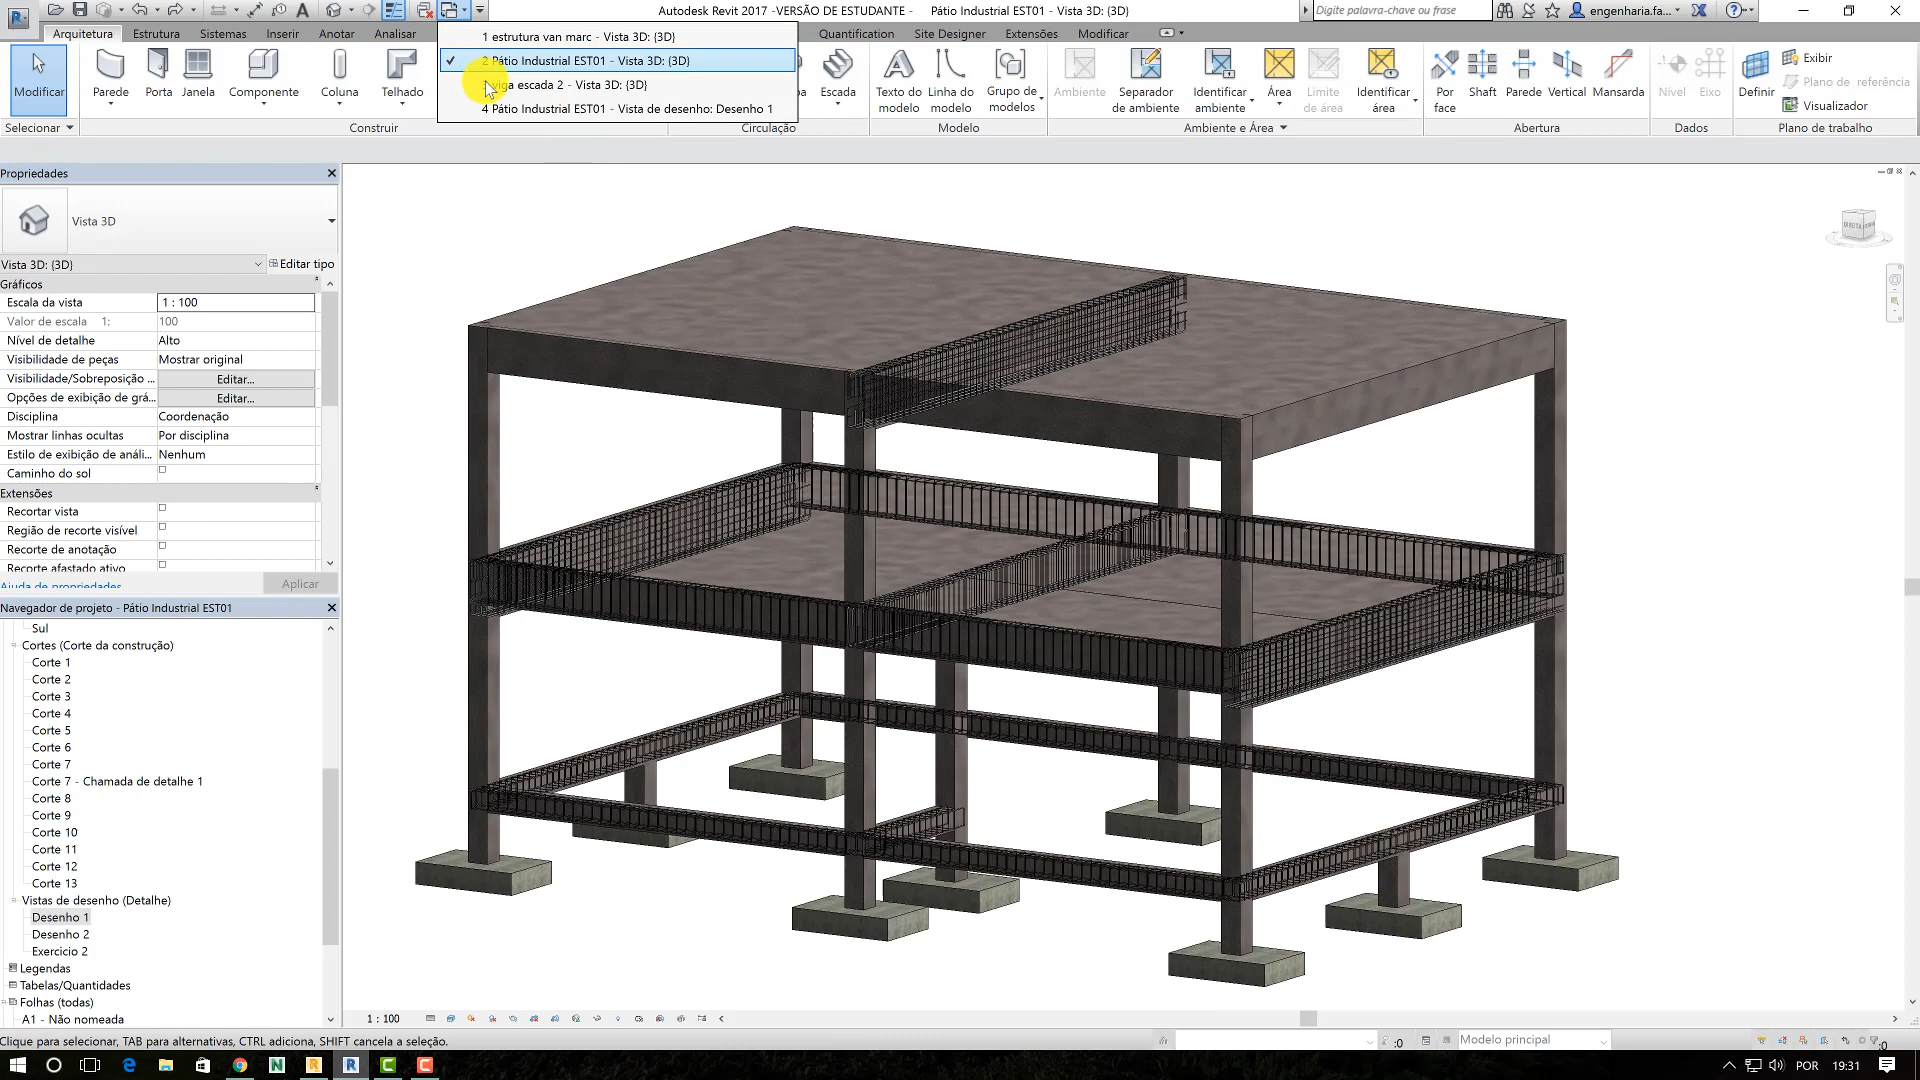 Autodesk Revit 2017 -VERSÃO DE ESTUDANTE -
Pátio Industrial EST01 - Vista 3D: {3D}
Digite palavra-chave ou frase
engenharia.fa...
Arquitetura
Estrutura
Sistemas
Inserir
Anotar
Analisar
Quantification
Site Designer
Extensões
Modificar
1 estrutura van marc - Vista 3D: {3D}
2 Pátio Industrial EST01 - Vista 3D: {3D}
viga escada 2 - Vista 3D: {3D}
4 Pátio Industrial EST01 - Vista de desenho: Desenho 1
Modificar
Parede
Porta
Janela
Componente
Coluna
Telhado
Escada
Texto do modelo
Linha do modelo
Grupo de modelos
Ambiente
Separador de ambiente
Identificar ambiente
Área
Limite de área
Identificar área
Por face
Shaft
Parede
Vertical
Mansarda
Nível
Eixo
Definir
Exibir
Plano de referência
Visualizador
Selecionar
Construir
Circulação
Modelo
Ambiente e Área
Abertura
Dados
Plano de trabalho
Propriedades
Vista 3D
Vista 3D: {3D}
Editar tipo
Gráficos
Escala da vista 1 : 100
Valor de escala 1: 100
Nível de detalhe Alto
Visibilidade de peças Mostrar original
Visibilidade/Sobreposição ... Editar...
Opções de exibição de grá... Editar...
Disciplina Coordenação
Mostrar linhas ocultas Por disciplina
Estilo de exibição de análi... Nenhum
Caminho do sol
Extensões
Recortar vista
Região de recorte visível
Recorte de anotação
Recorte afastado ativo
Ajuda de propriedades
Aplicar
Navegador de projeto - Pátio Industrial EST01
Sul
Cortes (Corte da construção)
Corte 1
Corte 2
Corte 3
Corte 4
Corte 5
Corte 6
Corte 7
Corte 7 - Chamada de detalhe 1
Corte 8
Corte 9
Corte 10
Corte 11
Corte 12
Corte 13
Vistas de desenho (Detalhe)
Desenho 1
Desenho 2
Exercicio 2
Legendas
Tabelas/Quantidades
Folhas (todas)
A1 - Não nomeada
DIREITA
1 : 100
Clique para selecionar, TAB para alternativas, CTRL adiciona, SHIFT cancela a seleção.
:0
Modelo principal
:0
POR
19:31